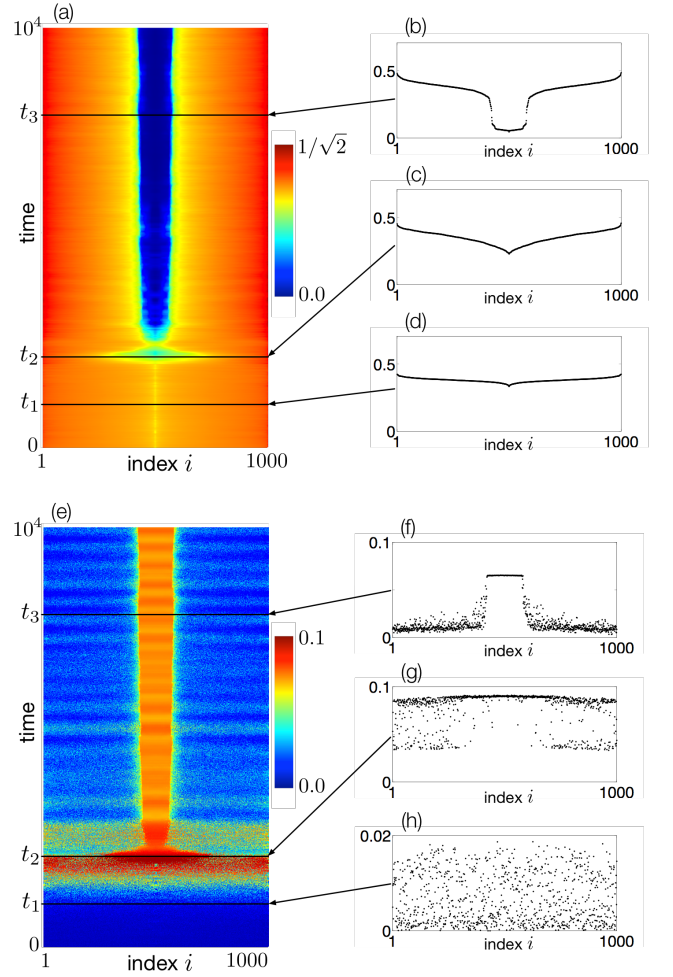 (a)
10⁴
t₃
time
t₂
t₁
0
1
index i
1000
1/√2
0.0
(b)
0.5
0
1
index i
1000
(c)
0.5
0
1
index i
1000
(d)
0.5
0
1
index i
1000
(e)
10⁴
t₃
time
t₂
t₁
0
1
index i
1000
0.1
0.0
(f)
0.1
0
1
index i
1000
(g)
0.1
0
1
index i
1000
(h)
0.02
0
1
index i
1000